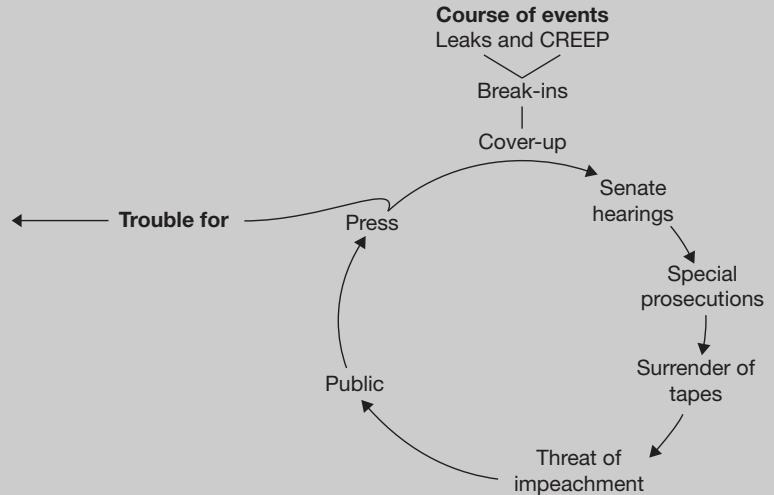 Course of events
Leaks and CREEP
Break-ins
Cover-up
Senate
hearings
Special
prosecutions
Surrender of
tapes
Threat of
impeachment
Public
Press
Trouble for